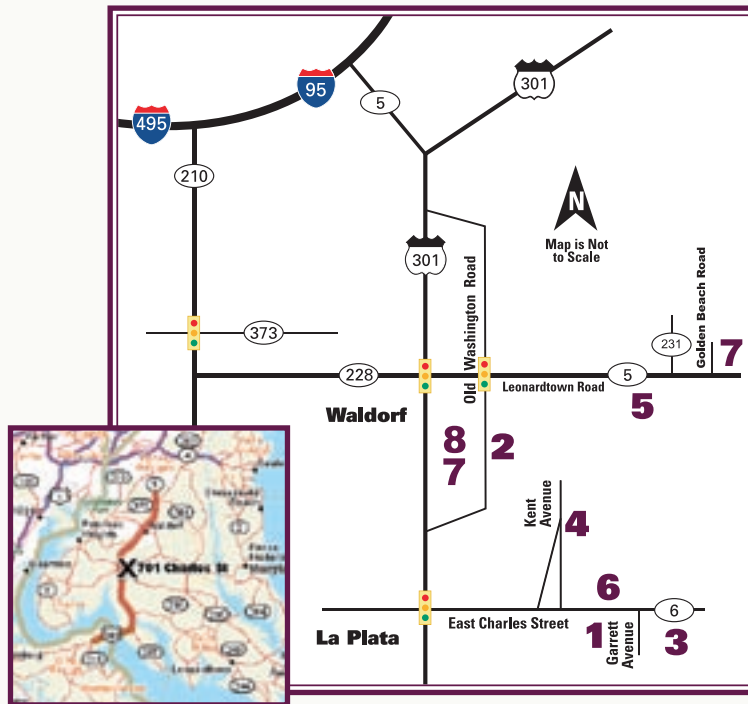 95
495
5
301
210
N
Map is Not
to Scale
301
Old Washington Road
373
231
Golden Beach Road
7
228
5
Leonardtown Road
5
Waldorf
8
7
2
Kent
Avenue
4
6
6
East Charles Street
La Plata
1
Garrett
Avenue
3
X 701 Charles St